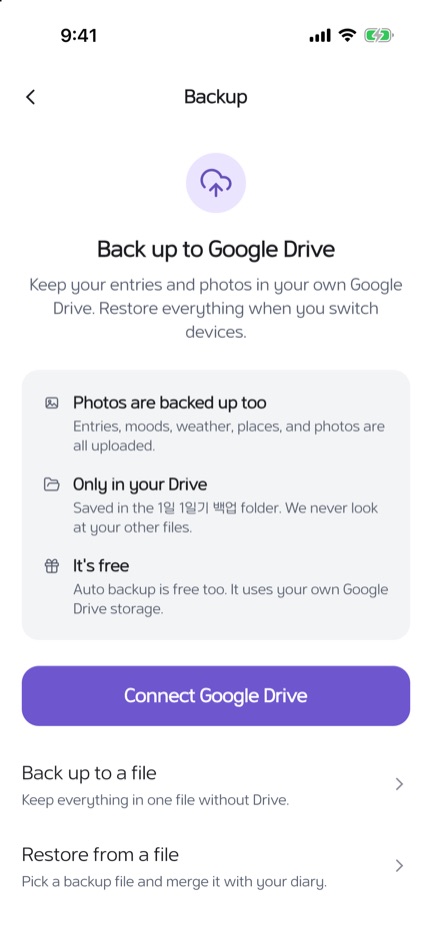 9:41
Backup
Back up to Google Drive
Keep your entries and photos in your own Google
Drive. Restore everything when you switch
devices.
Photos are backed up too
Entries, moods, weather, places, and photos are
all uploaded.
Only in your Drive
Saved in the 1일 1일기 백업 folder. We never look
at your other files.
It's free
Auto backup is free too. It uses your own Google
Drive storage.
Connect Google Drive
Back up to a file
Keep everything in one file without Drive.
Restore from a file
Pick a backup file and merge it with your diary.